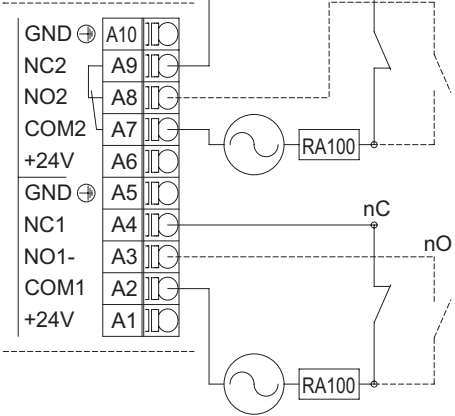 GND A10
NC2 A9
NO2 A8
COM2 A7
+24V A6
RA100
GND A5
NC1 A4
nC
NO1- A3
nO
COM1 A2
+24V A1
RA100